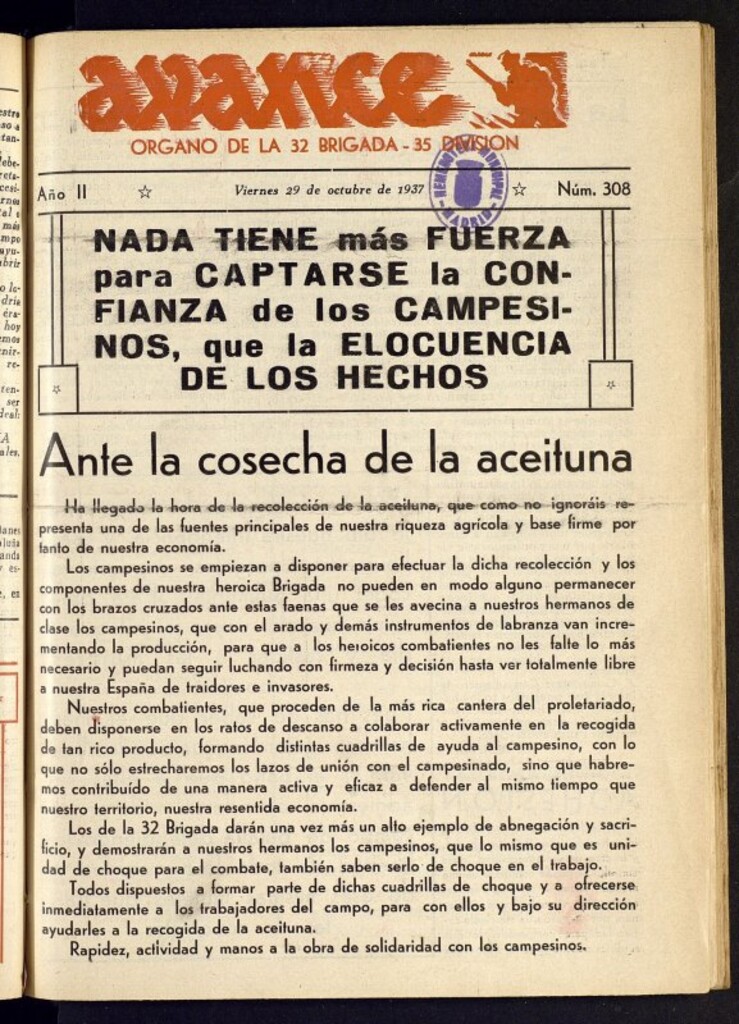 avance
ORGANO DE LA 32 BRIGADA - 35 DIVISION
Año II Viernes 29 de octubre de 1937 Núm. 308
HEMEROTECA MUNICIPAL
MADRID
NADA TIENE más FUERZA
para CAPTARSE la CON-
FIANZA de los CAMPESI-
NOS, que la ELOCUENCIA
DE LOS HECHOS
Ante la cosecha de la aceituna
Ha llegado la hora de la recolección de la aceituna, que como no ignoráis re-
presenta una de las fuentes principales de nuestra riqueza agrícola y base firme por
tanto de nuestra economía.
Los campesinos se empiezan a disponer para efectuar la dicha recolección y los
componentes de nuestra heroica Brigada no pueden en modo alguno permanecer
con los brazos cruzados ante estas faenas que se les avecina a nuestros hermanos de
clase los campesinos, que con el arado y demás instrumentos de labranza van incre-
mentando la producción, para que a los heroicos combatientes no les falte lo más
necesario y puedan seguir luchando con firmeza y decisión hasta ver totalmente libre
a nuestra España de traidores e invasores.
Nuestros combatientes, que proceden de la más rica cantera del proletariado,
deben disponerse en los ratos de descanso a colaborar activamente en la recogida
de tan rico producto, formando distintas cuadrillas de ayuda al campesino, con lo
que no sólo estrecharemos los lazos de unión con el campesinado, sino que habre-
mos contribuído de una manera activa y eficaz a defender al mismo tiempo que
nuestro territorio, nuestra resentida economía.
Los de la 32 Brigada darán una vez más un alto ejemplo de abnegación y sacri-
ficio, y demostrarán a nuestros hermanos los campesinos, que lo mismo que es uni-
dad de choque para el combate, también saben serlo de choque en el trabajo.
Todos dispuestos a formar parte de dichas cuadrillas de choque y a ofrecerse
inmediatamente a los trabajadores del campo, para con ellos y bajo su dirección
ayudarles a la recogida de la aceituna.
Rapidez, actividad y manos a la obra de solidaridad con los campesinos.